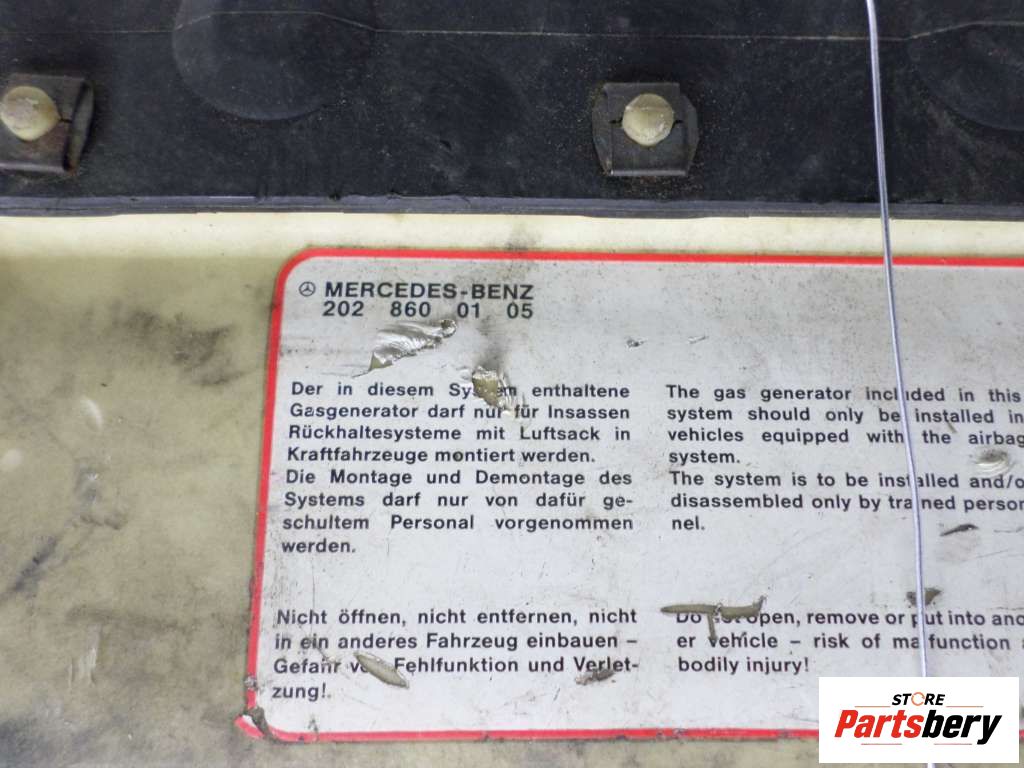 MERCEDES-BENZ
202 860 01 05
Der in diesem System enthaltene
Gasgenerator darf nur für Insassen
Rückhaltesysteme mit Luftsack in
Kraftfahrzeuge montiert werden.
Die Montage und Demontage des
Systems darf nur von dafür ge-
schultem Personal vorgenommen
werden.
Nicht öffnen, nicht entfernen, nicht
in ein anderes Fahrzeug einbauen –
Gefahr von Fehlfunktion und Verlet-
zung!
The gas generator included in this
system should only be installed in
vehicles equipped with the airbag
system.
The system is to be installed and/o
disassembled only by trained person
nel.
Do not open, remove or put into ano
er vehicle – risk of malfunction
bodily injury!
STORE
Partsbery